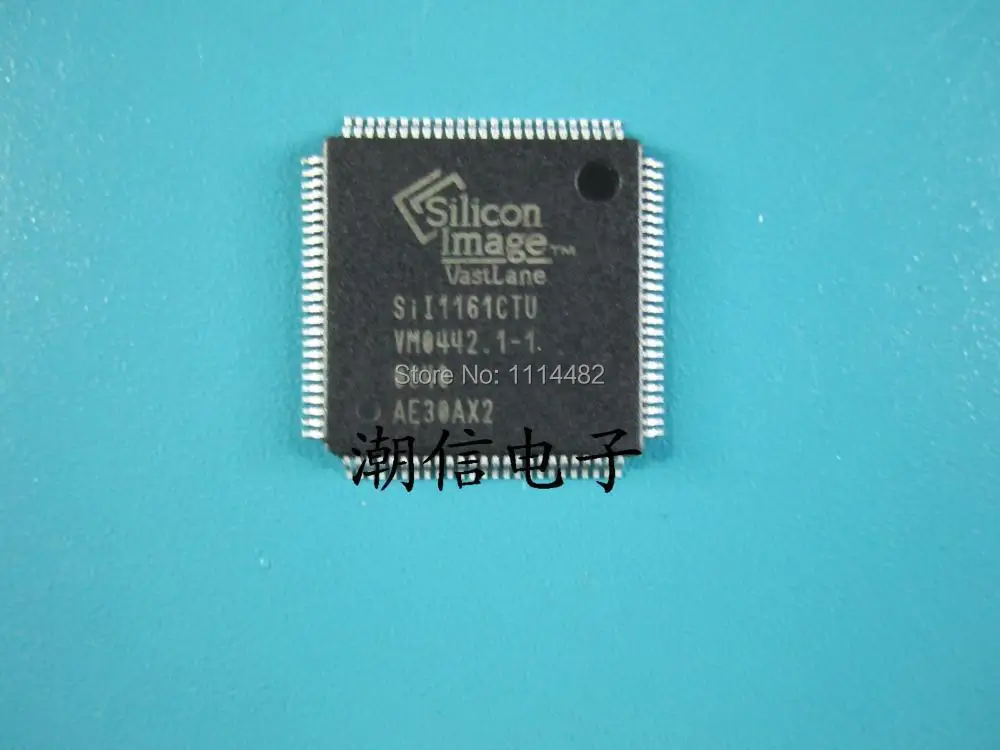 Silicon
Image™
VastLane
SiI1161CTU
VM0442.1-1
Store No: 1114482
AE30AX2
潮信电子